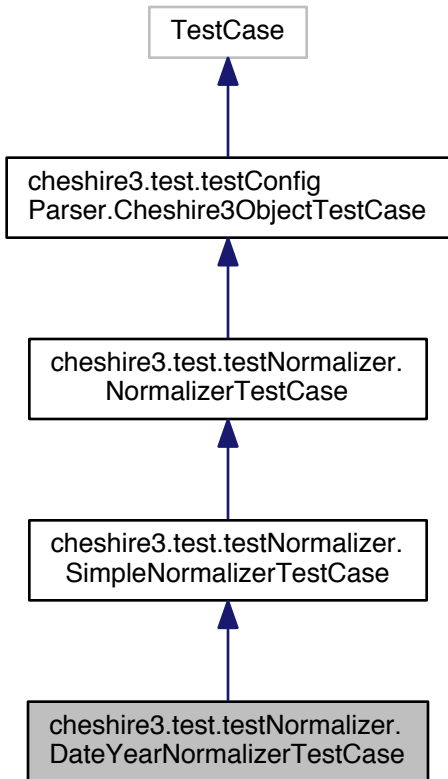 TestCase
cheshire3.test.testConfig
Parser.Cheshire3ObjectTestCase
cheshire3.test.testNormalizer.
NormalizerTestCase
cheshire3.test.testNormalizer.
SimpleNormalizerTestCase
cheshire3.test.testNormalizer.
DateYearNormalizerTestCase